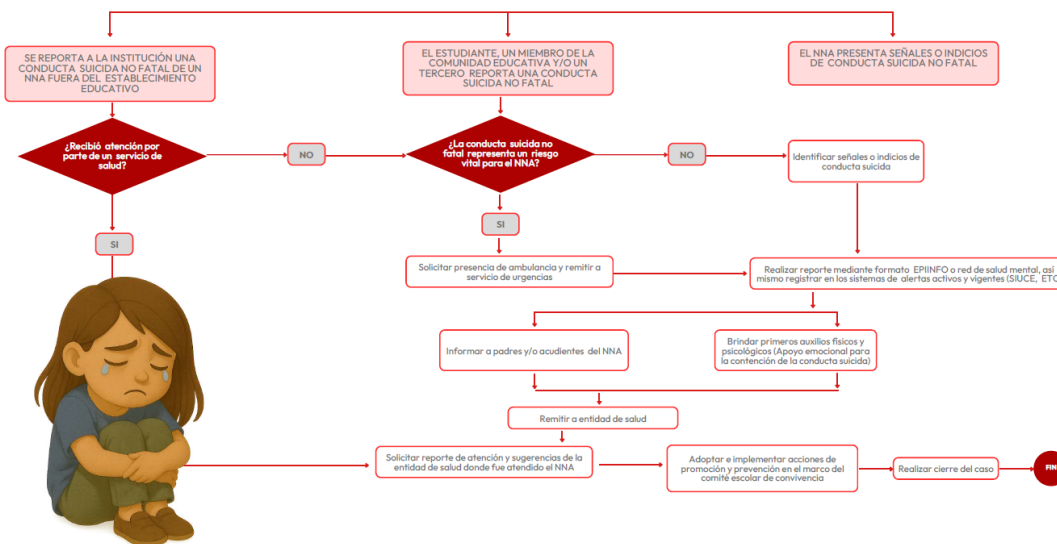 SE REPORTA A LA INSTITUCIÓN UNA
CONDUCTA SUICIDA NO FATAL DE UN
NNA FUERA DEL ESTABLECIMIENTO
EDUCATIVO
EL ESTUDIANTE, UN MIEMBRO DE LA
COMUNIDAD EDUCATIVA Y/O UN
TERCERO REPORTA UNA CONDUCTA
SUICIDA NO FATAL
EL NNA PRESENTA SEÑALES O INDICIOS
DE CONDUCTA SUICIDA NO FATAL
¿Recibió atención por
parte de un servicio de
salud?
NO
¿La conducta suicida no
fatal representa un riesgo
vital para el NNA?
NO
Identificar señales o indicios de
conducta suicida
SI
SI
Solicitar presencia de ambulancia y remitir a
servicio de urgencias
Realizar reporte mediante formato EPIINFO o red de salud mental, así
mismo registrar en los sistemas de alertas activos y vigentes (SIUCE, ETC
Informar a padres y/o acudientes del NNA
Brindar primeros auxilios físicos y
psicológicos (Apoyo emocional para
la contención de la conducta suicida)
Remitir a entidad de salud
Solicitar reporte de atención y sugerencias de la
entidad de salud donde fue atendido el NNA
Adoptar e implementar acciones de
promoción y prevención en el marco del
comité escolar de convivencia
Realizar cierre del caso
FIN